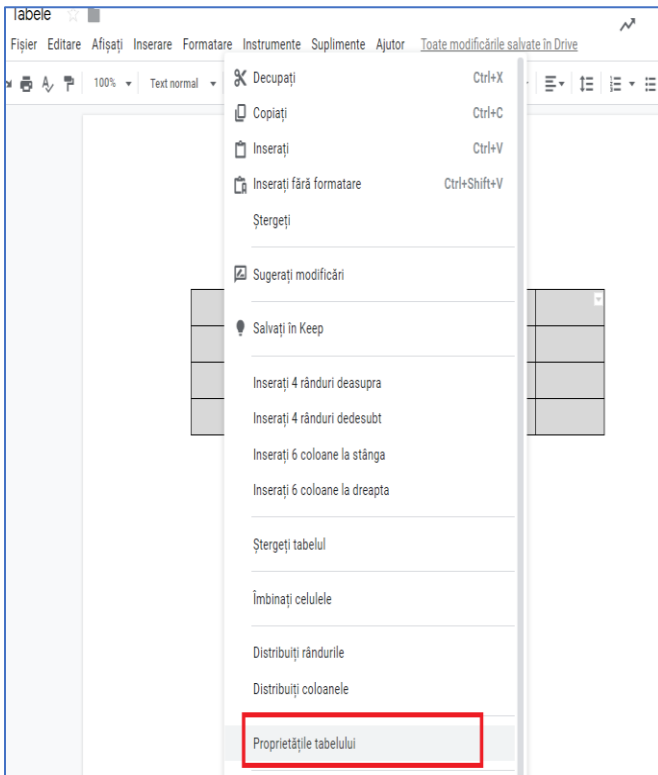 Tabele
Fișier Editare Afișați Inserare Formatare Instrumente Suplimente Ajutor Toate modificările salvate în Drive
100% Text normal
Decupați Ctrl+X
Copiați Ctrl+C
Inserați Ctrl+V
Inserați fără formatare Ctrl+Shift+V
Ștergeți
Sugerați modificări
Salvați în Keep
Inserați 4 rânduri deasupra
Inserați 4 rânduri dedesubt
Inserați 6 coloane la stânga
Inserați 6 coloane la dreapta
Ștergeți tabelul
Îmbinați celulele
Distribuiți rândurile
Distribuiți coloanele
Proprietățile tabelului